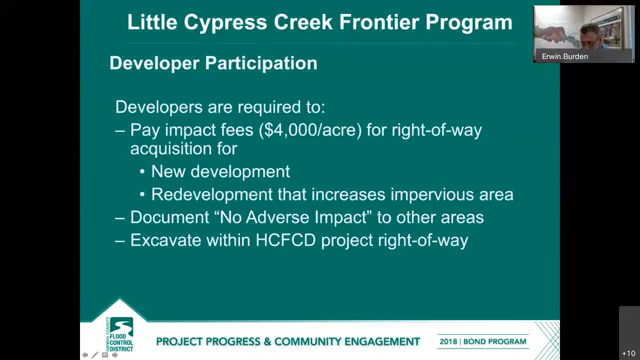 Little Cypress Creek Frontier Program
Erwin.Burden
Developer Participation
Developers are required to:
– Pay impact fees ($4,000/acre) for right-of-way
acquisition for
• New development
• Redevelopment that increases impervious area
– Document “No Adverse Impact” to other areas
– Excavate within HCFCD project right-of-way
HARRIS COUNTY
FLOOD
CONTROL
DISTRICT
PROJECT PROGRESS & COMMUNITY ENGAGEMENT
2018 | BOND PROGRAM
+10